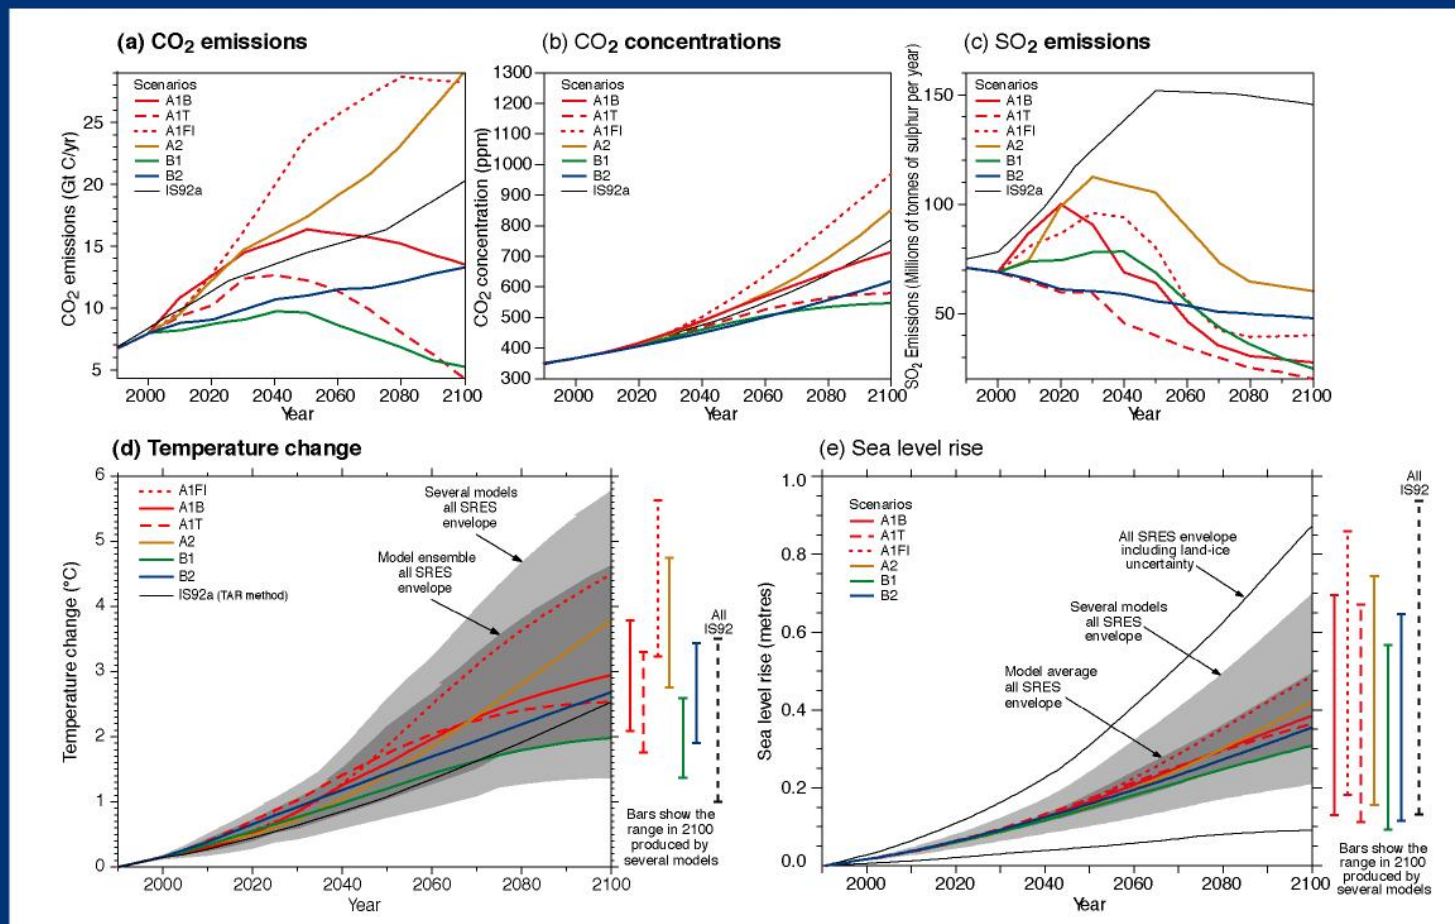 (a) CO2 emissions
CO2 emissions (Gt C/yr)
25
20
15
10
5
Scenarios
A1B
A1T
A1FI
A2
B1
B2
IS92a
2000 2020 2040 2060 2080 2100
Year
(b) CO2 concentrations
CO2 concentration (ppm)
1300
1200
1100
1000
900
800
700
600
500
400
300
Scenarios
A1B
A1T
A1FI
A2
B1
B2
IS92a
2000 2020 2040 2060 2080 2100
Year
(c) SO2 emissions
SO2 Emissions (Millions of tonnes of sulphur per year)
150
100
50
Scenarios
A1B
A1T
A1FI
A2
B1
B2
IS92a
2000 2020 2040 2060 2080 2100
Year
(d) Temperature change
Temperature change (°C)
6
5
4
3
2
1
0
A1FI
A1B
A1T
A2
B1
B2
IS92a (TAR method)
Several models
all SRES
envelope
Model ensemble
all SRES
envelope
All
IS92
Bars show the
range in 2100
produced by
several models
2000 2020 2040 2060 2080 2100
Year
(e) Sea level rise
Sea level rise (metres)
1.0
0.8
0.6
0.4
0.2
0.0
Scenarios
A1B
A1T
A1FI
A2
B1
B2
All SRES envelope
including land-ice
uncertainty
Several models
all SRES
envelope
Model average
all SRES
envelope
All
IS92
Bars show the
range in 2100
produced by
several models
2000 2020 2040 2060 2080 2100
Year